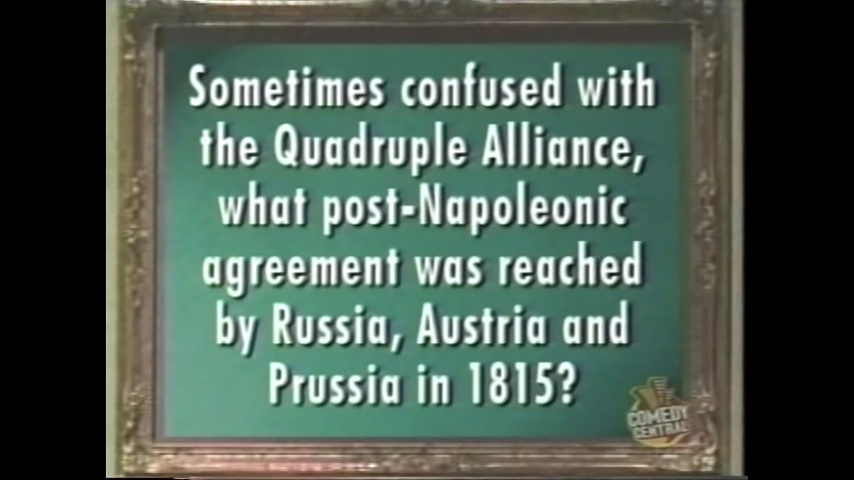 Sometimes confused with
the Quadruple Alliance,
what post-Napoleonic
agreement was reached
by Russia, Austria and
Prussia in 1815?
COMEDY
CENTRAL